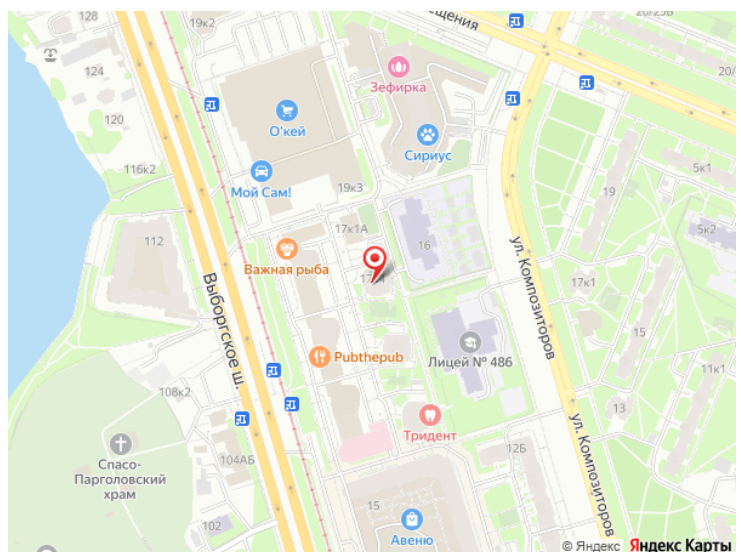 128
19к2
ещения
20/25В
124
Зефирка
20/
О'кей
120
Сириус
5к1
116к2
19к3
19
Мой Сам!
17к1А
16
5к2
112
Важная рыба
ул. Композиторов
17к1
Выборгское ш.
15
Pubthepub
Лицей № 486
11к1
108к2
13
Тридент
ул. Композиторов
Спасо-
Парголовский
храм
104АБ
12Б
15
102
Авеню
© Яндекс Яндекс Карты